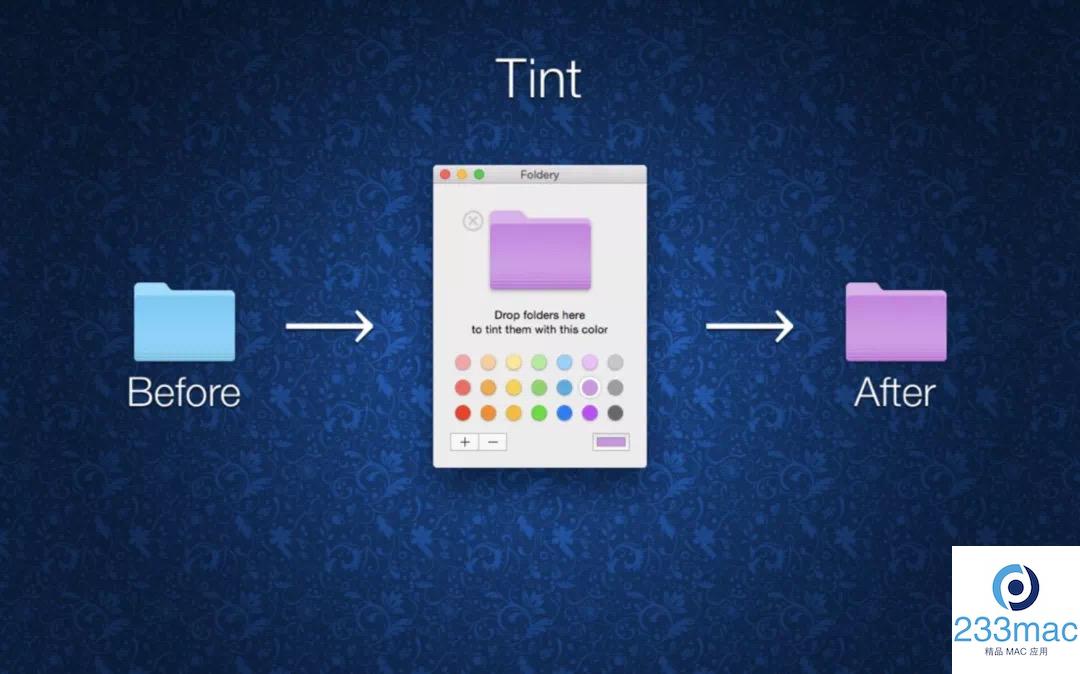 Tint
Foldery
Drop folders here
to tint them with this color
Before
After
233mac
精品 MAC 应用